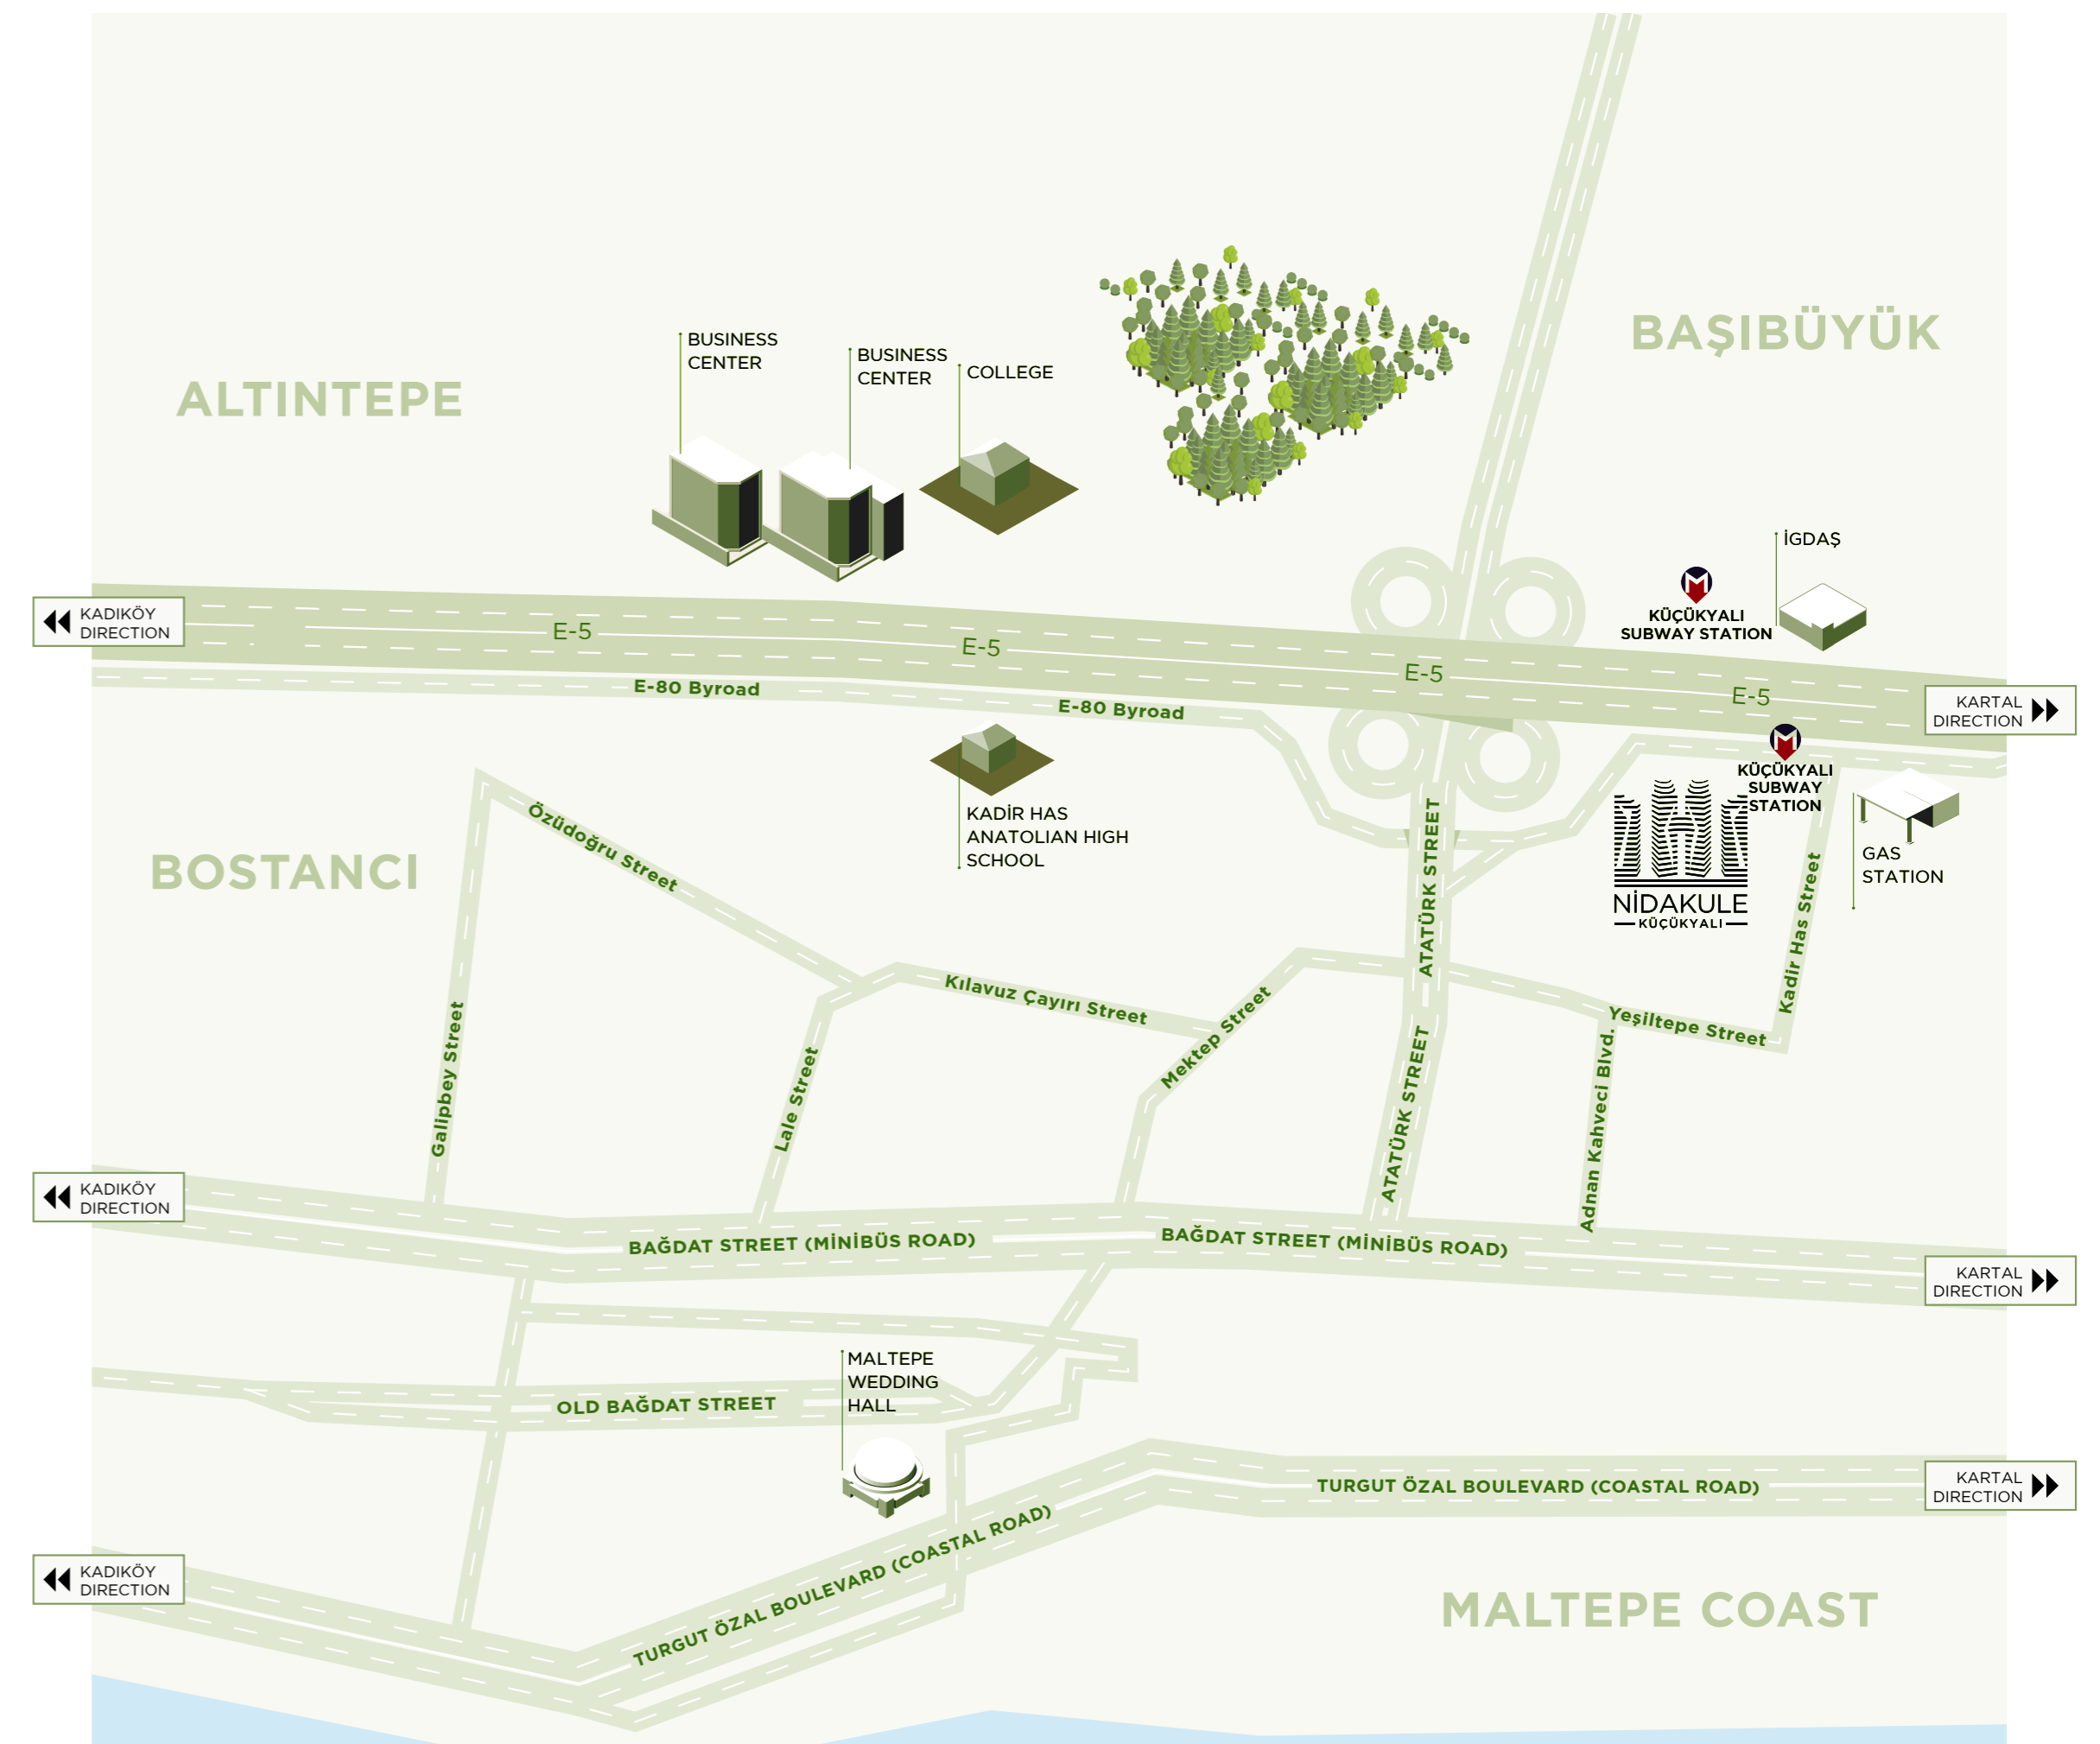 BAŞIBÜYÜK
BUSINESS
CENTER
BUSINESS
CENTER
COLLEGE
ALTINTEPE
İGDAŞ
KÜÇÜKYALI
SUBWAY STATION
KADIKÖY
DIRECTION
E-5
E-5
E-5
E-5
E-80 Byroad
E-80 Byroad
KARTAL
DIRECTION
KÜÇÜKYALI
SUBWAY
STATION
KADİR HAS
ANATOLIAN HIGH
SCHOOL
Özüdoğru Street
BOSTANCI
ATATÜRK STREET
NİDAKULE
KÜÇÜKYALI
GAS
STATION
Kadir Has Street
Kılavuz Çayırı Street
Mektep Street
Yeşiltepe Street
Galipbey Street
Lale Street
ATATÜRK STREET
Adnan Kahveci Blvd.
KADIKÖY
DIRECTION
BAĞDAT STREET (MİNİBÜS ROAD)
BAĞDAT STREET (MİNİBÜS ROAD)
KARTAL
DIRECTION
MALTEPE
WEDDING
HALL
OLD BAĞDAT STREET
TURGUT ÖZAL BOULEVARD (COASTAL ROAD)
KARTAL
DIRECTION
TURGUT ÖZAL BOULEVARD (COASTAL ROAD)
KADIKÖY
DIRECTION
MALTEPE COAST